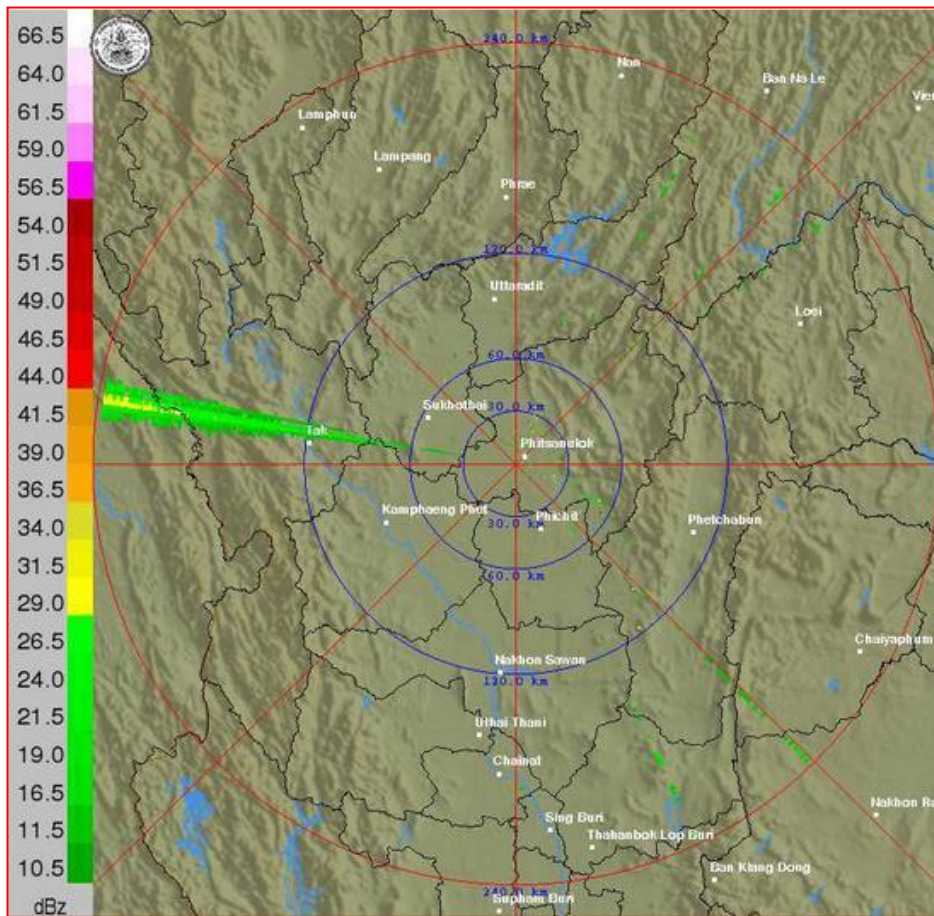 66.5
64.0
61.5
59.0
56.5
54.0
51.5
49.0
46.5
44.0
41.5
39.0
36.5
34.0
31.5
29.0
26.5
24.0
21.5
19.0
16.5
11.5
10.5
dBz
240.0 km
Nan
Ban Na Le
Lamphun
Lampang
Phrae
120.0 km
Uttaradit
Loei
60.0 km
30.0 km
Sukhothai
Tak
Phitsanulok
Kamphaeng Phet
Phichit
30.0 km
Phetchabun
60.0 km
Chaiyaphum
Nakhon Sawan
120.0 km
Uthai Thani
Chainat
Sing Buri
Thahanbok Lop Buri
Nakhon Ra
Ban Klang Dong
240.0 km
Suphan Buri